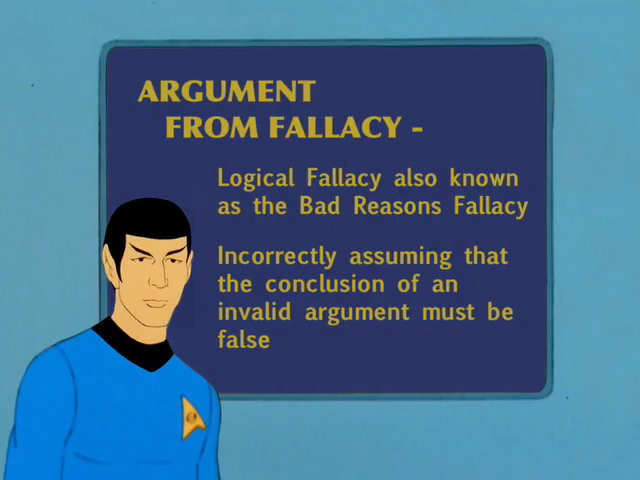 ARGUMENT
FROM FALLACY -
Logical Fallacy also known
as the Bad Reasons Fallacy
Incorrectly assuming that
the conclusion of an
invalid argument must be
false